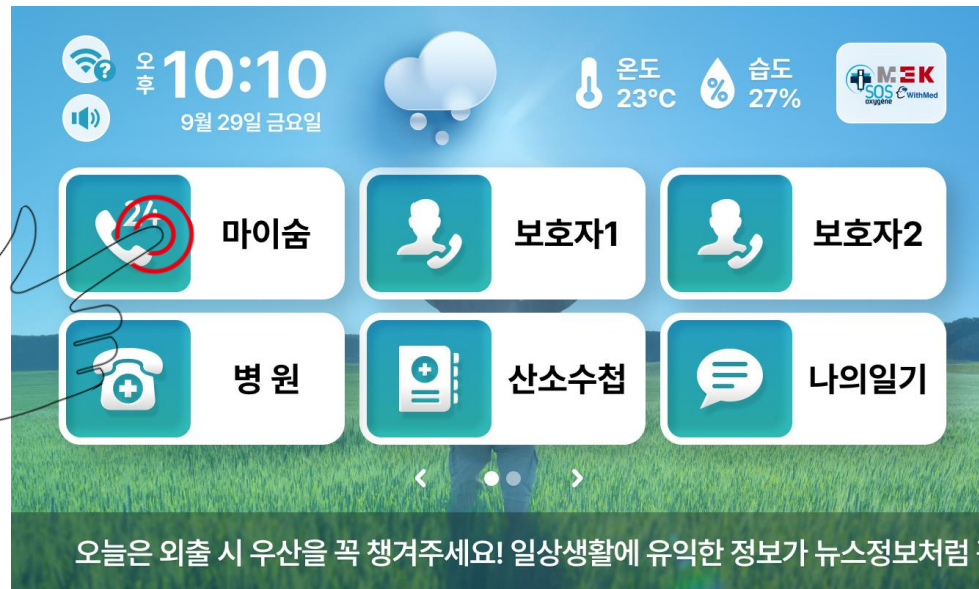 오후 10:10
9월 29일 금요일
온도
23°C
%
습도
27%
MEK
SOS
oxygène
WithMed
24
마이숨
보호자1
보호자2
병 원
산소수첩
나의일기
오늘은 외출 시 우산을 꼭 챙겨주세요! 일상생활에 유익한 정보가 뉴스정보처럼